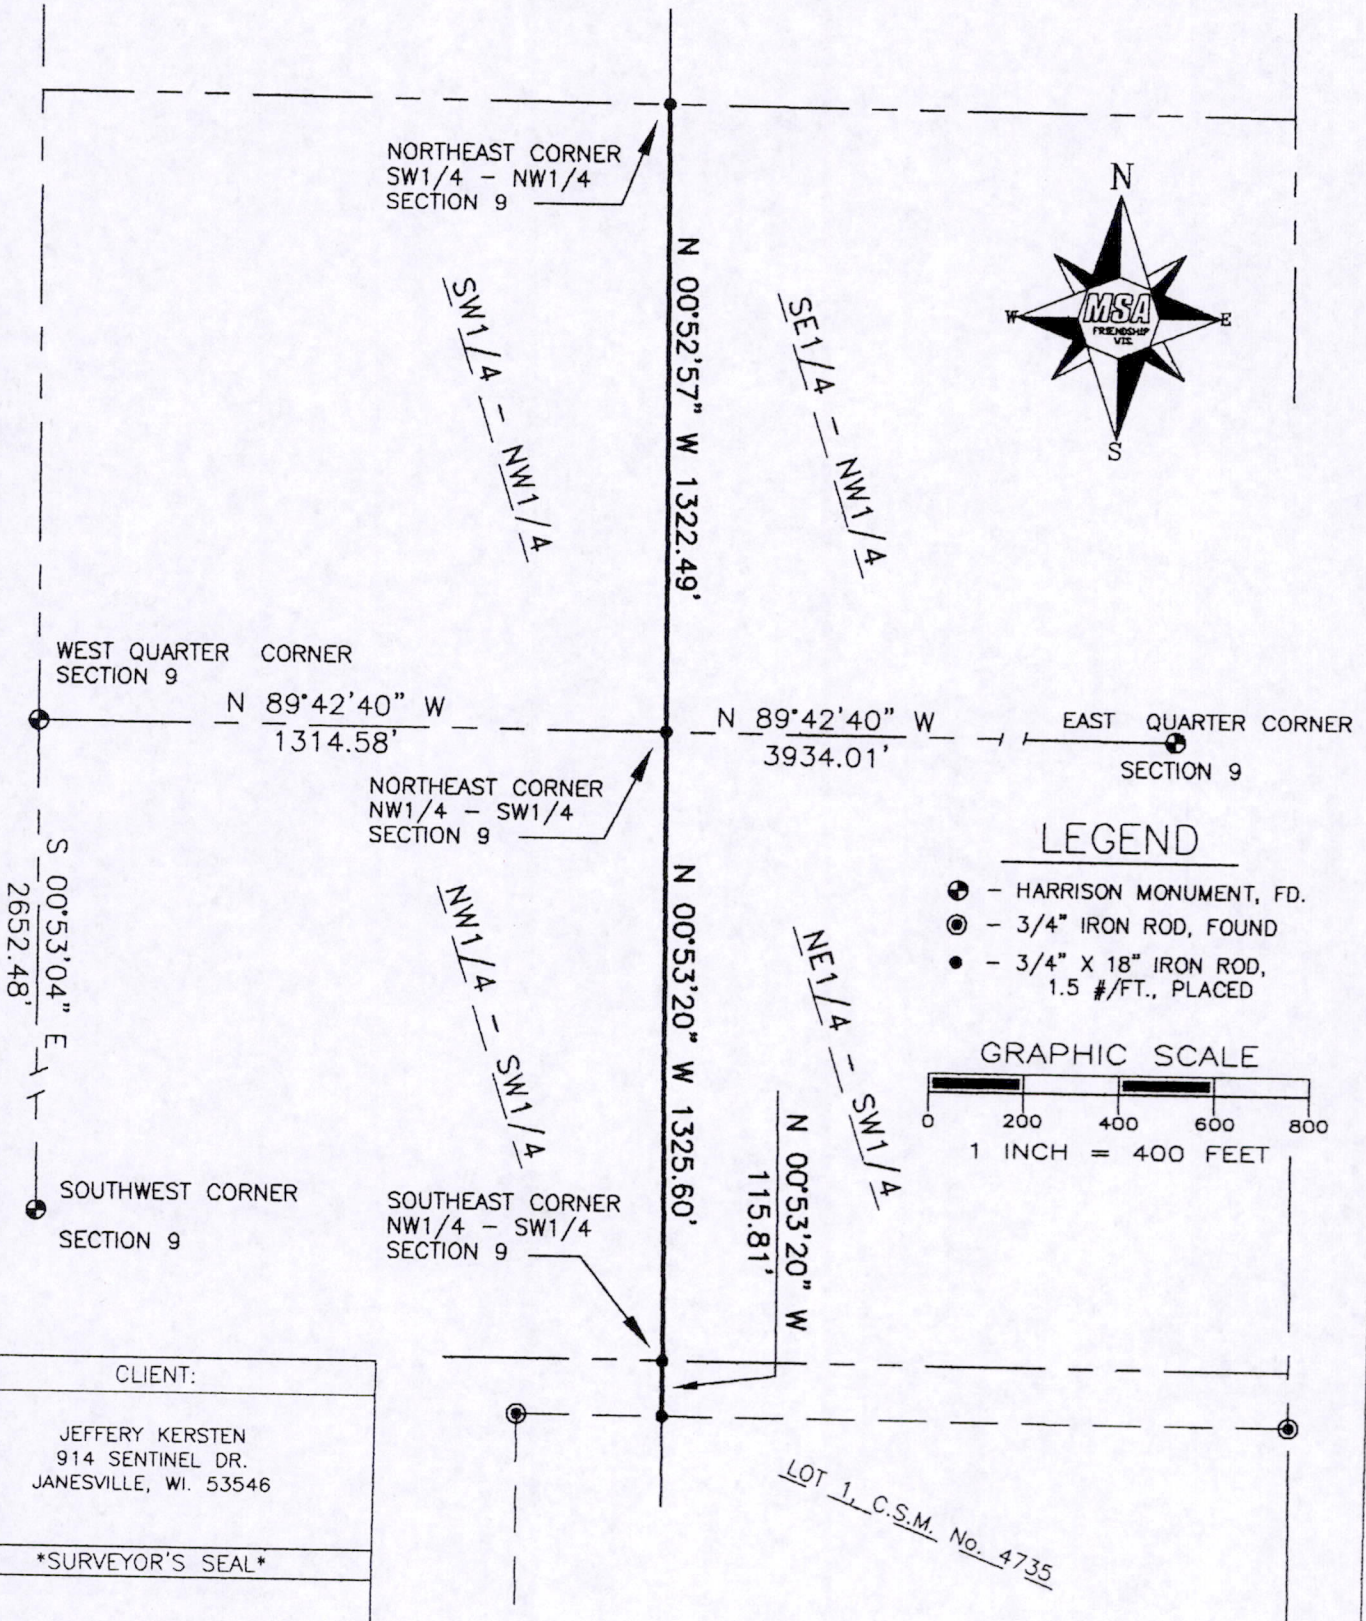 NORTHEAST CORNER
SW1/4 - NW1/4
SECTION 9
N
W
MSA
FRIENDSHIP
WIS.
E
S
N 00°52'57" W 1322.49'
SW1/4 - NW1/4
SE1/4 - NW1/4
WEST QUARTER CORNER
SECTION 9
N 89°42'40" W
1314.58'
N 89°42'40" W
3934.01'
EAST QUARTER CORNER
SECTION 9
NORTHEAST CORNER
NW1/4 - SW1/4
SECTION 9
LEGEND
- HARRISON MONUMENT, FD.
- 3/4" IRON ROD, FOUND
- 3/4" X 18" IRON ROD,
1.5 #/FT., PLACED
S 00°53'04" E
2652.48'
N 00°53'20" W 1325.60'
NW1/4 - SW1/4
NE1/4 - SW1/4
GRAPHIC SCALE
0 200 400 600 800
1 INCH = 400 FEET
N 00°53'20" W
115.81'
SOUTHWEST CORNER
SECTION 9
SOUTHEAST CORNER
NW1/4 - SW1/4
SECTION 9
CLIENT:
JEFFERY KERSTEN
914 SENTINEL DR.
JANESVILLE, WI. 53546
*SURVEYOR'S SEAL*
LOT 1, C.S.M. No. 4735